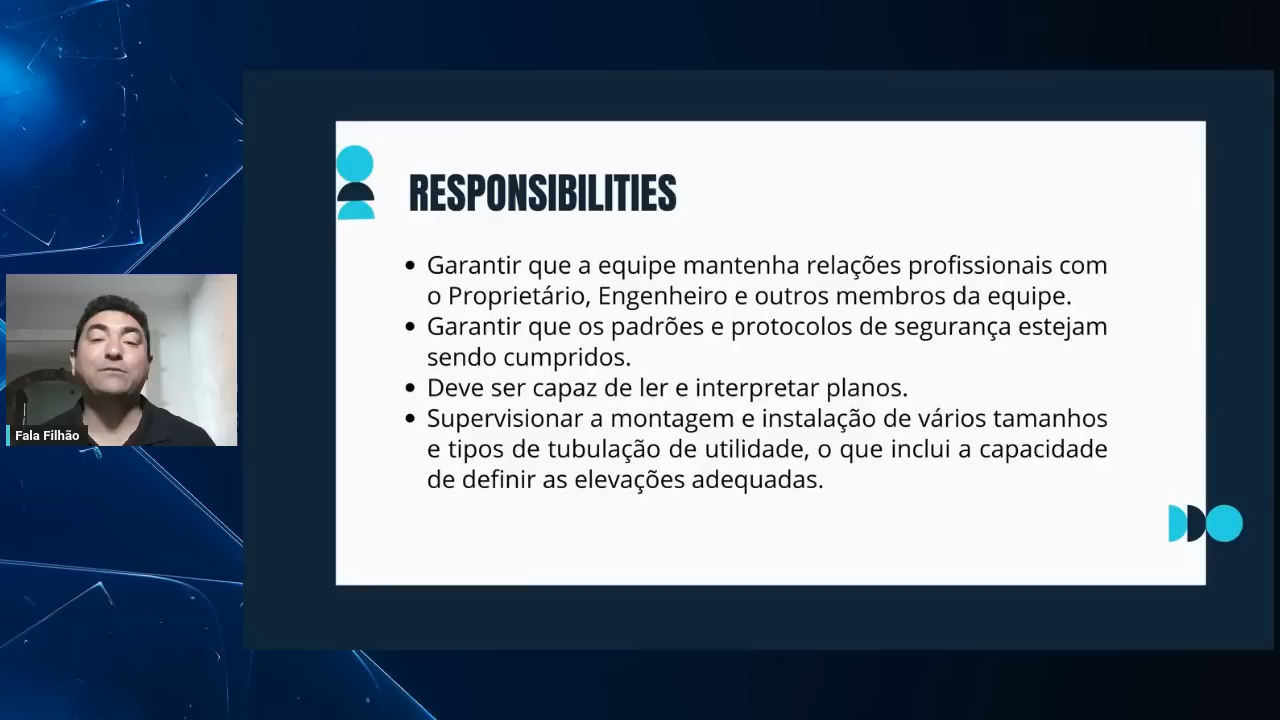 RESPONSIBILITIES
• Garantir que a equipe mantenha relações profissionais com
o Proprietário, Engenheiro e outros membros da equipe.
• Garantir que os padrões e protocolos de segurança estejam
sendo cumpridos.
• Deve ser capaz de ler e interpretar planos.
• Supervisionar a montagem e instalação de vários tamanhos
e tipos de tubulação de utilidade, o que inclui a capacidade
de definir as elevações adequadas.
Fala Filhão